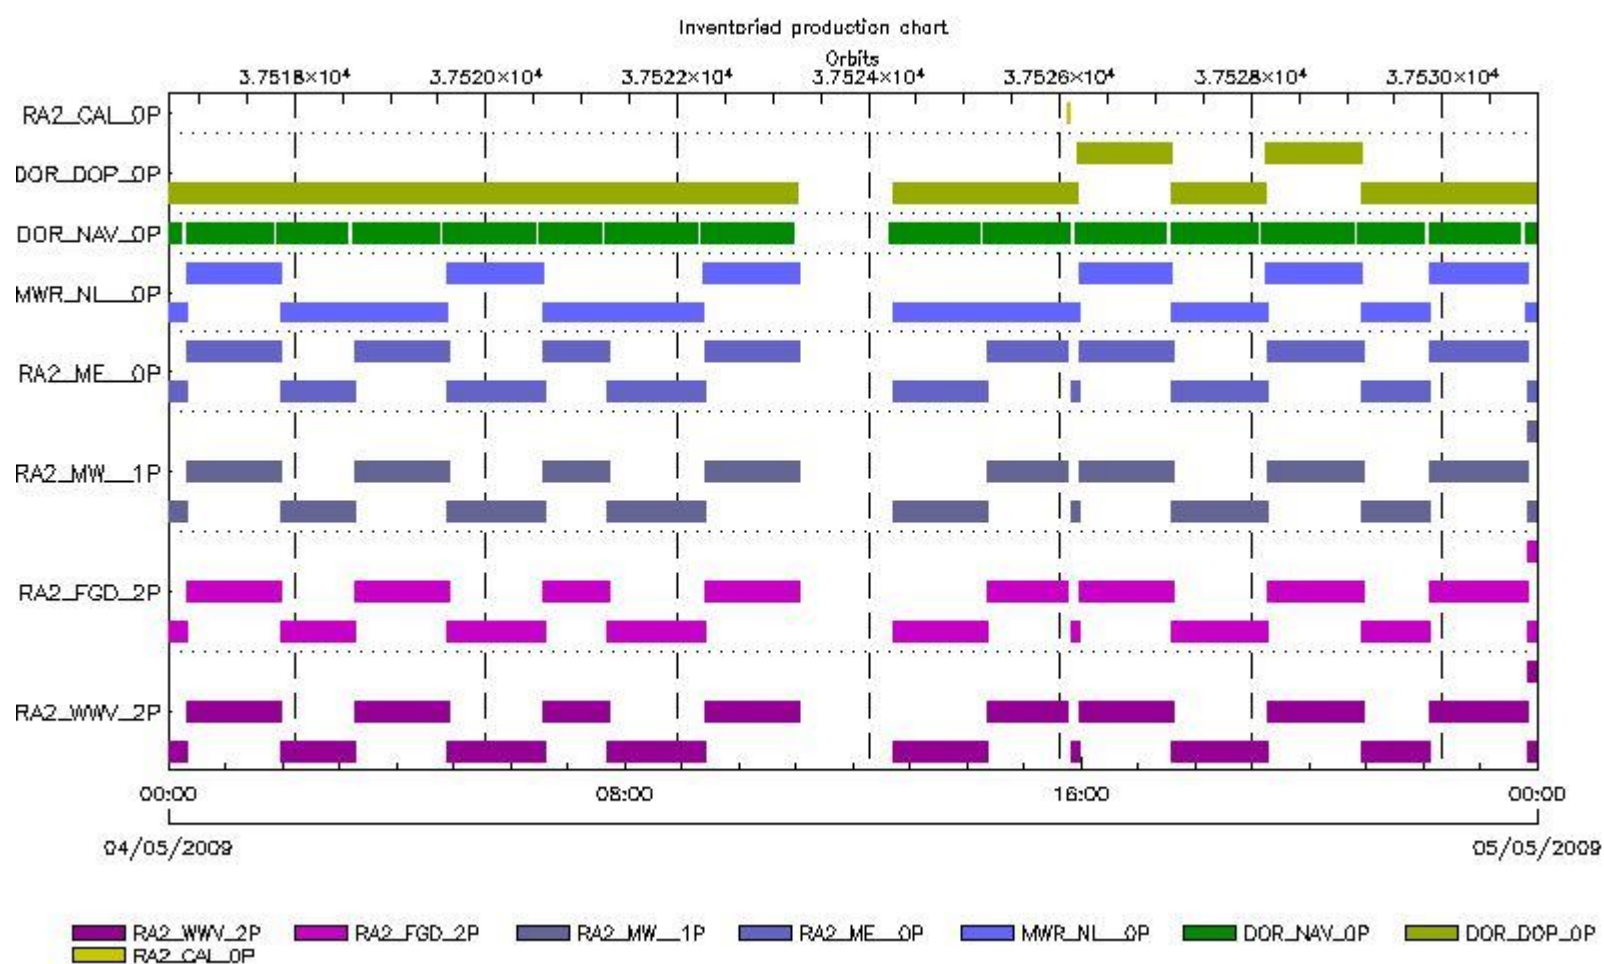 Inventoried production chart
Orbits
3.7518×10⁴ 3.7520×10⁴ 3.7522×10⁴ 3.7524×10⁴ 3.7526×10⁴ 3.7528×10⁴ 3.7530×10⁴
RA2_CAL_0P
DOR_DOP_0P
DOR_NAV_0P
MWR_NL__0P
RA2_ME__0P
RA2_MW__1P
RA2_FGD_2P
RA2_WWV_2P
00:00 08:00 16:00 00:00
04/05/2009 05/05/2009
RA2_WWV_2P RA2_FGD_2P RA2_MW__1P RA2_ME__0P MWR_NL__0P DOR_NAV_0P DOR_DOP_0P
RA2_CAL_0P